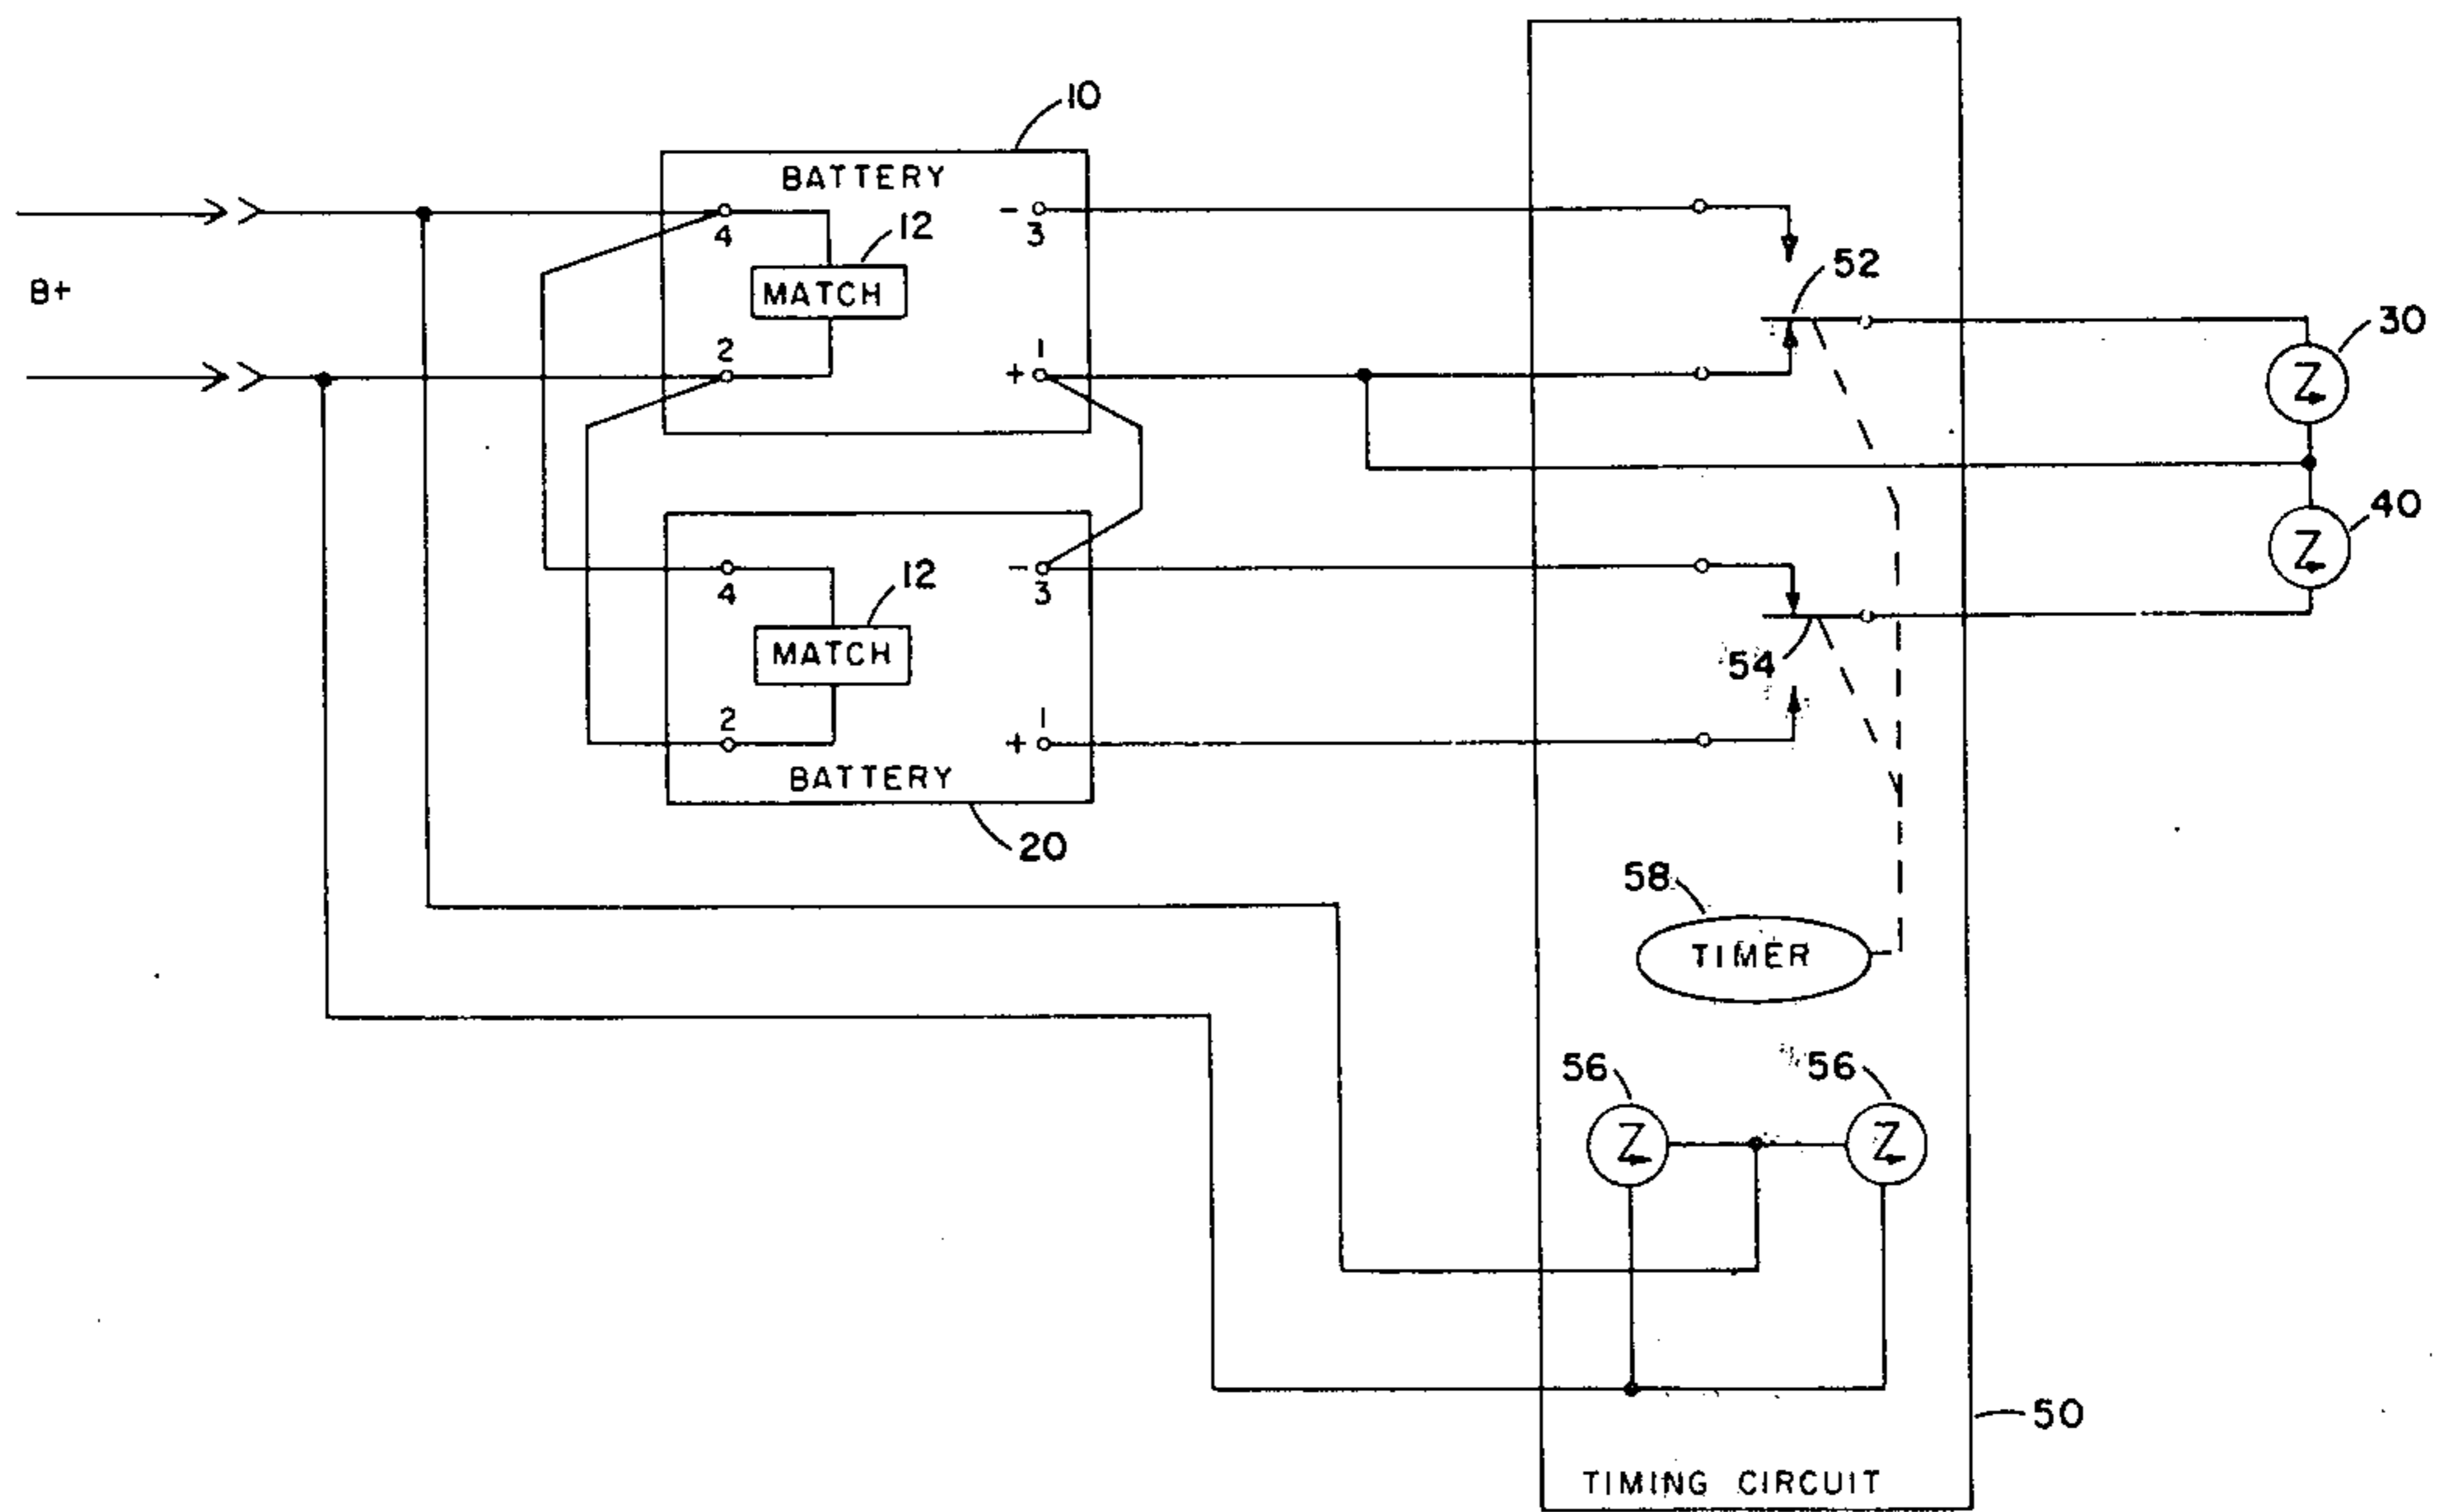 10
BATTERY
4
12
MATCH
- 3
52
B+
2
+ 1
30
40
4
12
MATCH
- 3
54
2
+ 1
BATTERY
20
58
TIMER
56
56
50
TIMING CIRCUIT
Z
Z
Z
Z